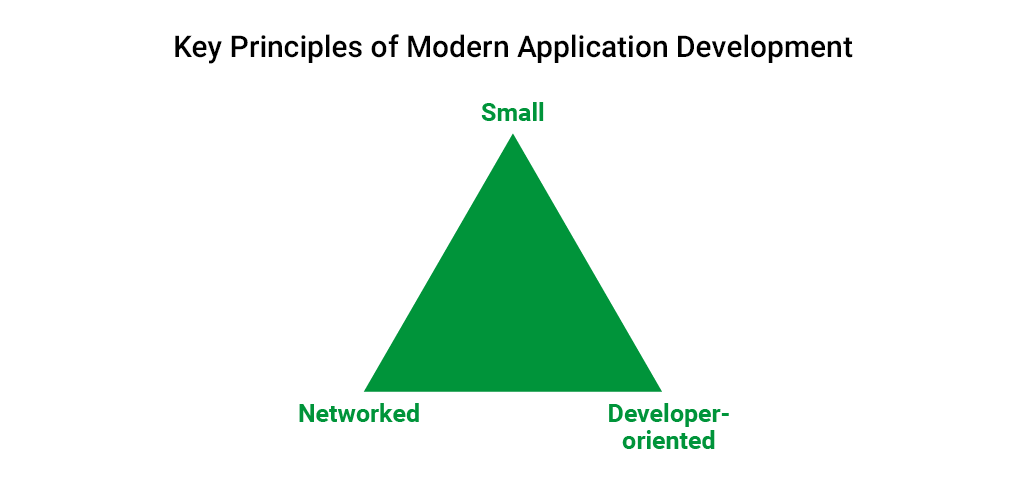 Key Principles of Modern Application Development
Small
Networked
Developer-
oriented